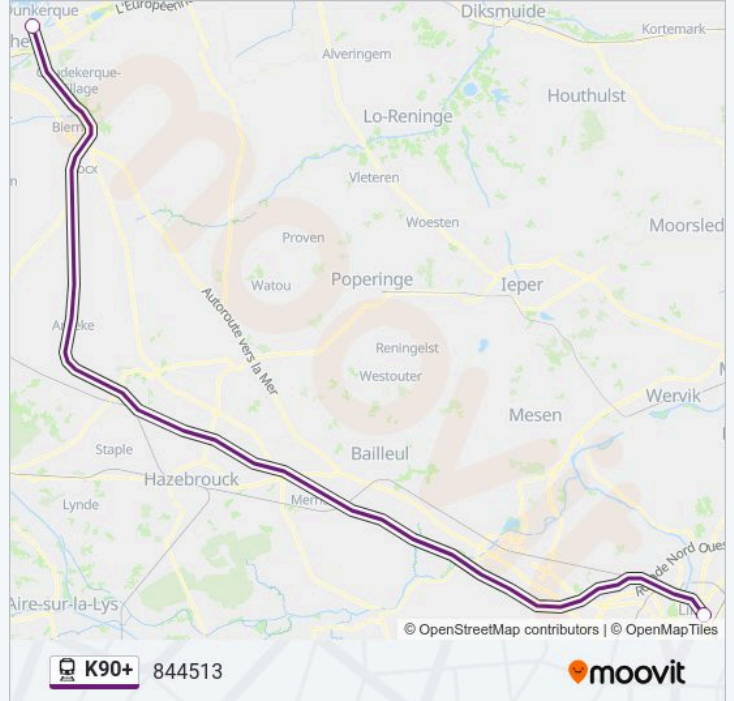 Dunkerque
L'Européenne
Diksmuide
Kortemark
Alveringem
Houthulst
Lo-Reninge
Vleteren
Woesten
Moorsled
Proven
Watou
Poperinge
Ieper
Autoroute vers la Mer
Reningelst
Westouter
Wervik
Mesen
Bailleul
Staple
Hazebrouck
Lynde
Aire-sur-la-Lys
moovit
© OpenStreetMap contributors | © OpenMapTiles
K90+ 844513
moovit